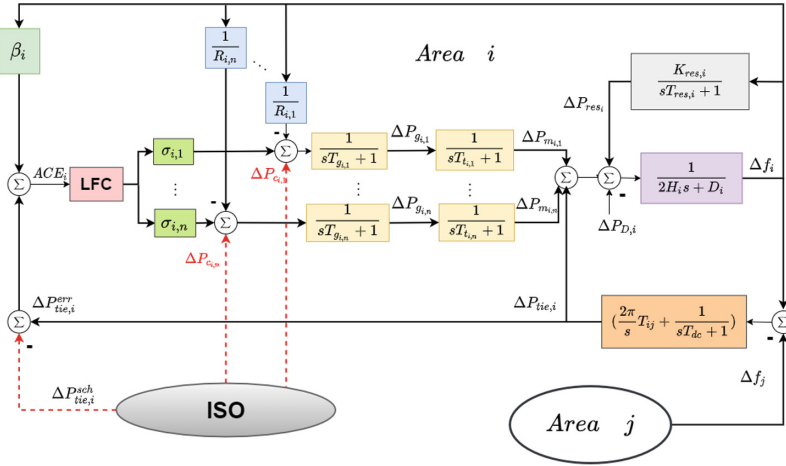 β_i
1/R_{i,n}
⋱
Area i
1/R_{i,1}
K_{res,i}/(sT_{res,i} + 1)
ΔP_{res_i}
-
ACE_i
LFC
σ_{i,1}
⋮
σ_{i,n}
Σ
-
ΔP_{c_{i,1}}
1/(sT_{g_{i,1}} + 1)
ΔP_{g_{i,1}}
1/(sT_{t_{i,1}} + 1)
ΔP_{m_{i,1}}
⋮
⋮
Σ
-
ΔP_{c_{i,n}}
1/(sT_{g_{i,n}} + 1)
ΔP_{g_{i,n}}
1/(sT_{t_{i,n}} + 1)
ΔP_{m_{i,n}}
Σ
Σ
Σ
-
ΔP_{D,i}
1/(2H_i s + D_i)
Δf_i
ΔP^{err}_{tie,i}
Σ
-
ΔP_{tie,i}
(2π/s T_{ij} + 1/(sT_{dc} + 1))
Σ
-
Δf_j
ΔP^{sch}_{tie,i}
ISO
Area j